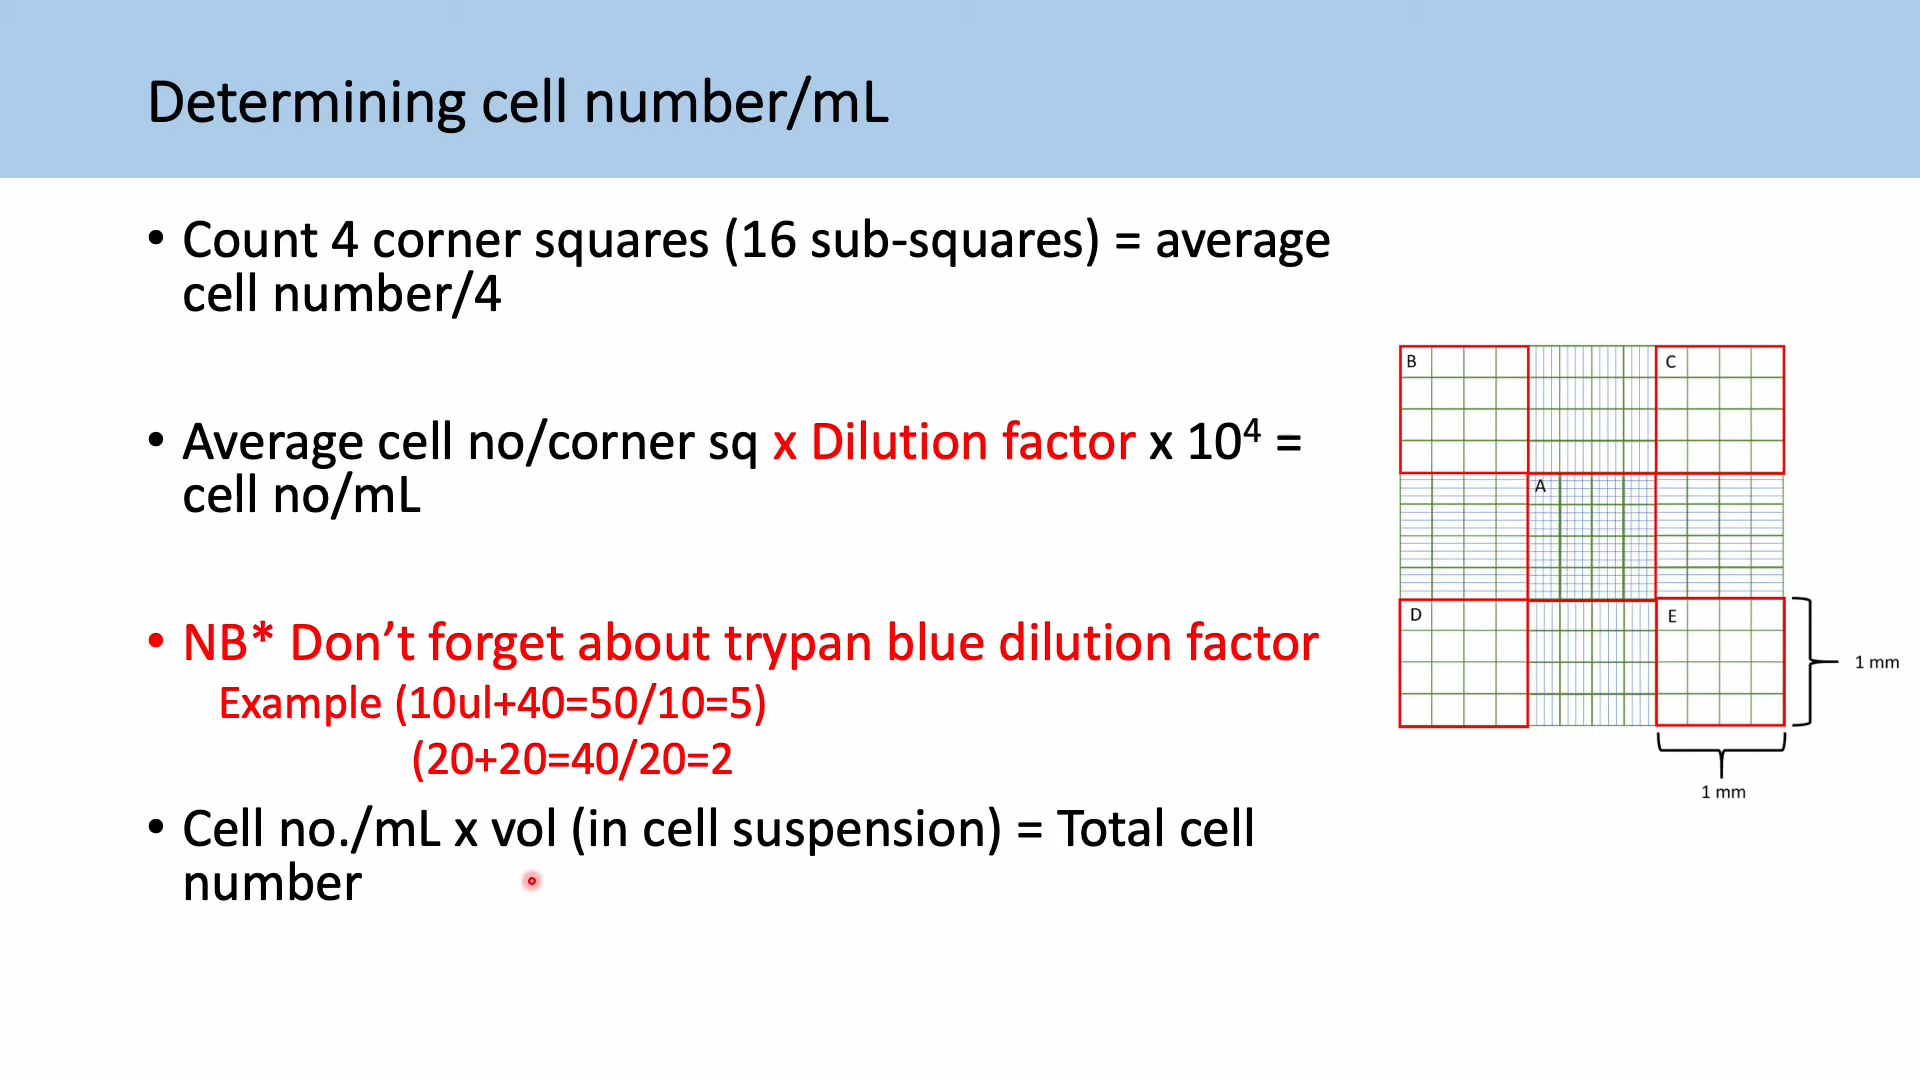 Determining cell number/mL
• Count 4 corner squares (16 sub-squares) = average
cell number/4
• Average cell no/corner sq x Dilution factor x 10⁴ =
cell no/mL
• NB* Don’t forget about trypan blue dilution factor
Example (10ul+40=50/10=5)
(20+20=40/20=2
• Cell no./mL x vol (in cell suspension) = Total cell
number
B
C
A
D
E
1 mm
1 mm